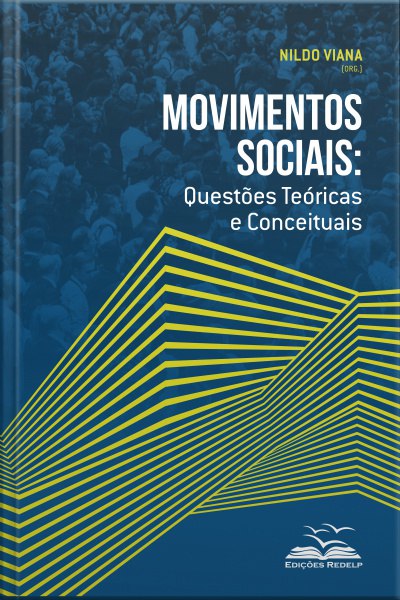 NILDO VIANA
(ORG.)
MOVIMENTOS
SOCIAIS:
Questões Teóricas
e Conceituais
EDIÇÕES REDELP